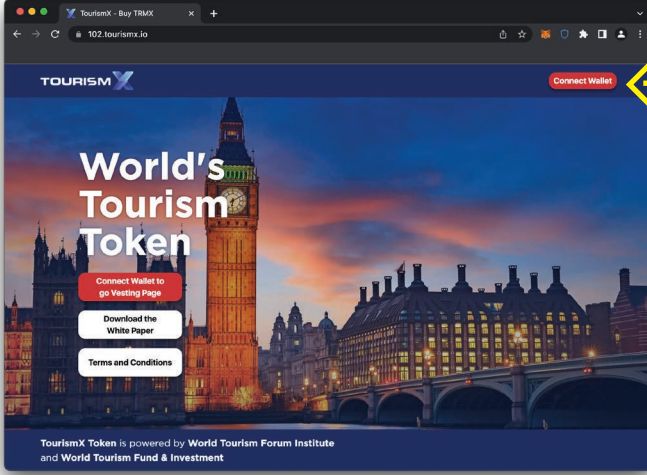 TourismX - Buy TRMX
102.tourismx.io
TOURISMX
Connect Wallet
World's
Tourism
Token
Connect Wallet to
go Vesting Page
Download the
White Paper
Terms and Conditions
TourismX Token is powered by World Tourism Forum Institute
and World Tourism Fund & Investment